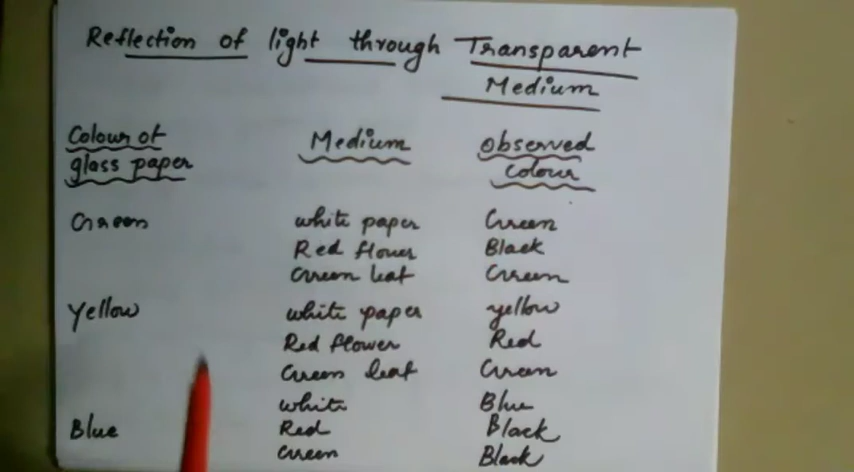 Reflection of light through Transparent
Medium
Colour of glass paper Medium Observed colour
Green white paper Green
Red flower Black
Green leaf Green
Yellow white paper yellow
Red flower Red
Green leaf Green
white Blue
Blue Red Black
Green Black